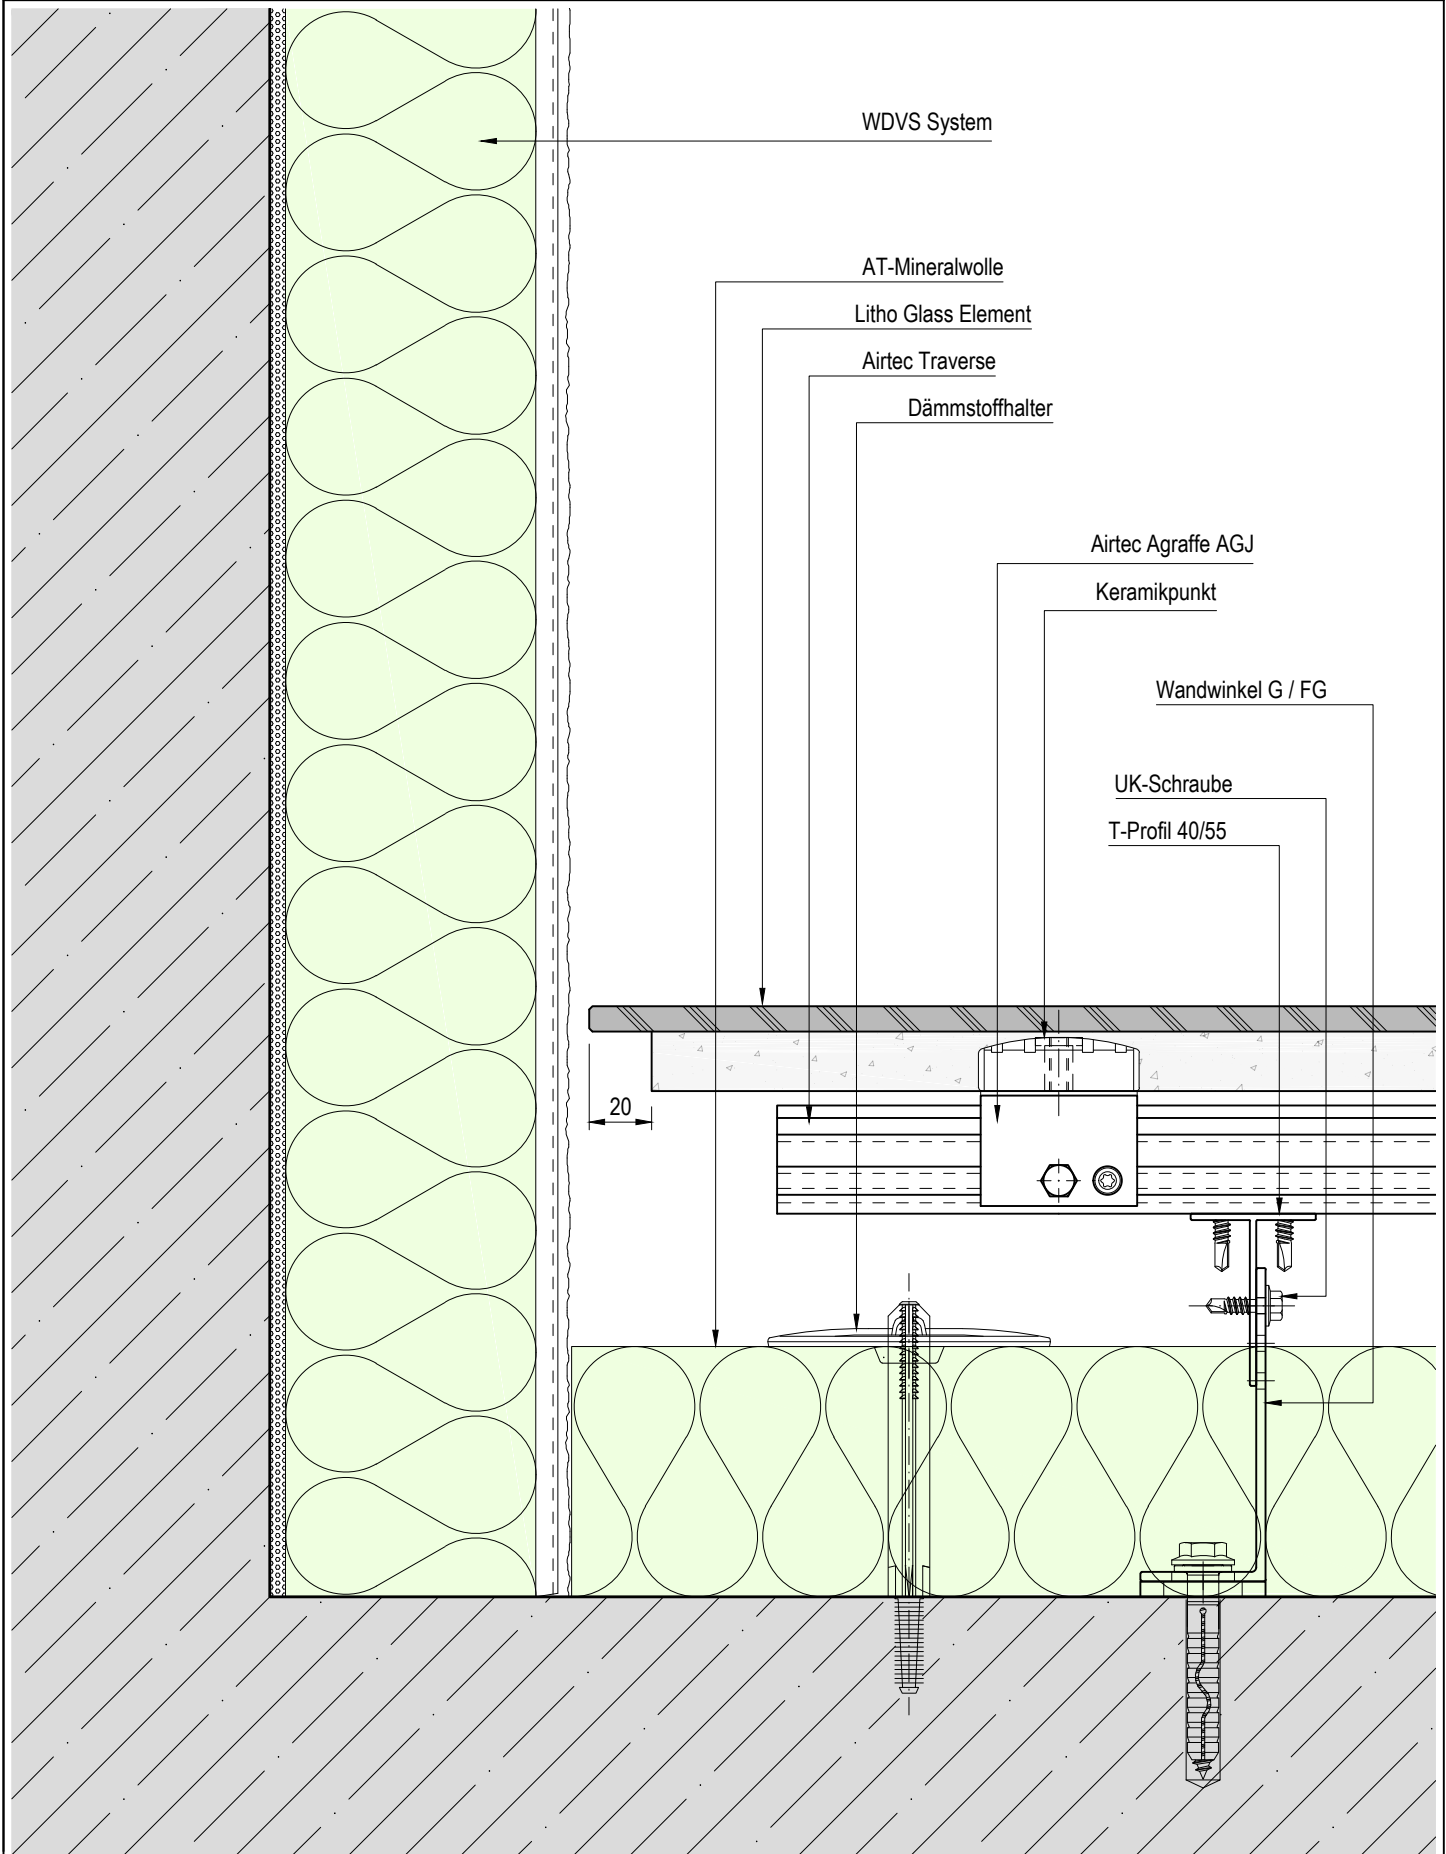 WDVS System
AT-Mineralwolle
Litho Glass Element
Airtec Traverse
Dämmstoffhalter
Airtec Agraffe AGJ
Keramikpunkt
Wandwinkel G / FG
UK-Schraube
T-Profil 40/55
20